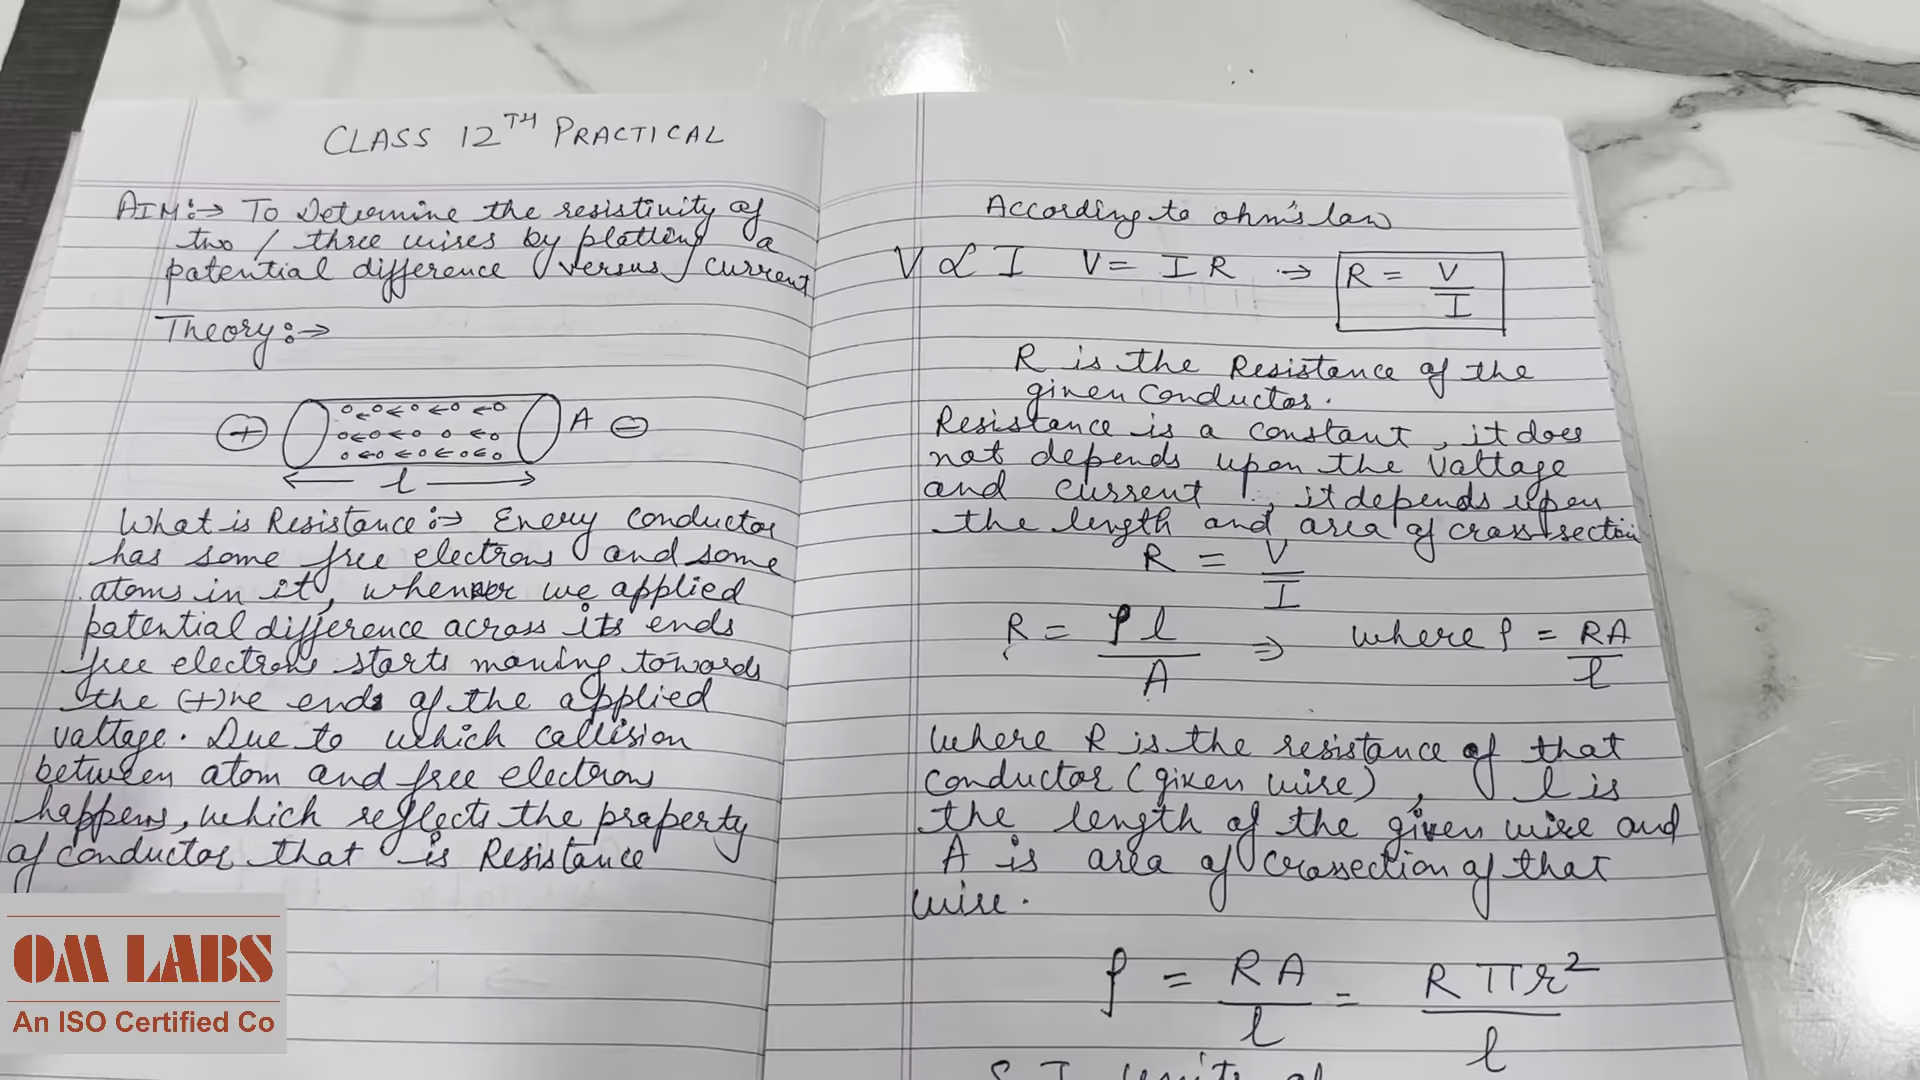 CLASS 12TH PRACTICAL
AIM:→ To Determine the resistivity of
two / three wires by plotting a
potential difference versus current
Theory:→
+ A −
l
What is Resistance:→ Every conductor
has some free electrons and some
atoms in it, whenever we applied
potential difference across its ends
free electrons starts moving towards
the (+)ve ends of the applied
voltage. Due to which collision
between atom and free electrons
happens, which reflects the property
of conductor that is Resistance
According to ohm's law
V ∝ I V = IR → R = V/I
R is the Resistance of the
given Conductor.
Resistance is a constant, it does
not depends upon the voltage
and current, it depends upon
the length and area of cross-section
R = V/I
R = ρl/A ⇒ where ρ = RA/l
where R is the resistance of that
conductor (given wire), l is
the length of the given wire and
A is area of crossection of that
wire.
ρ = RA/l = Rπr²/l
S.I units of
OM LABS
An ISO Certified Co